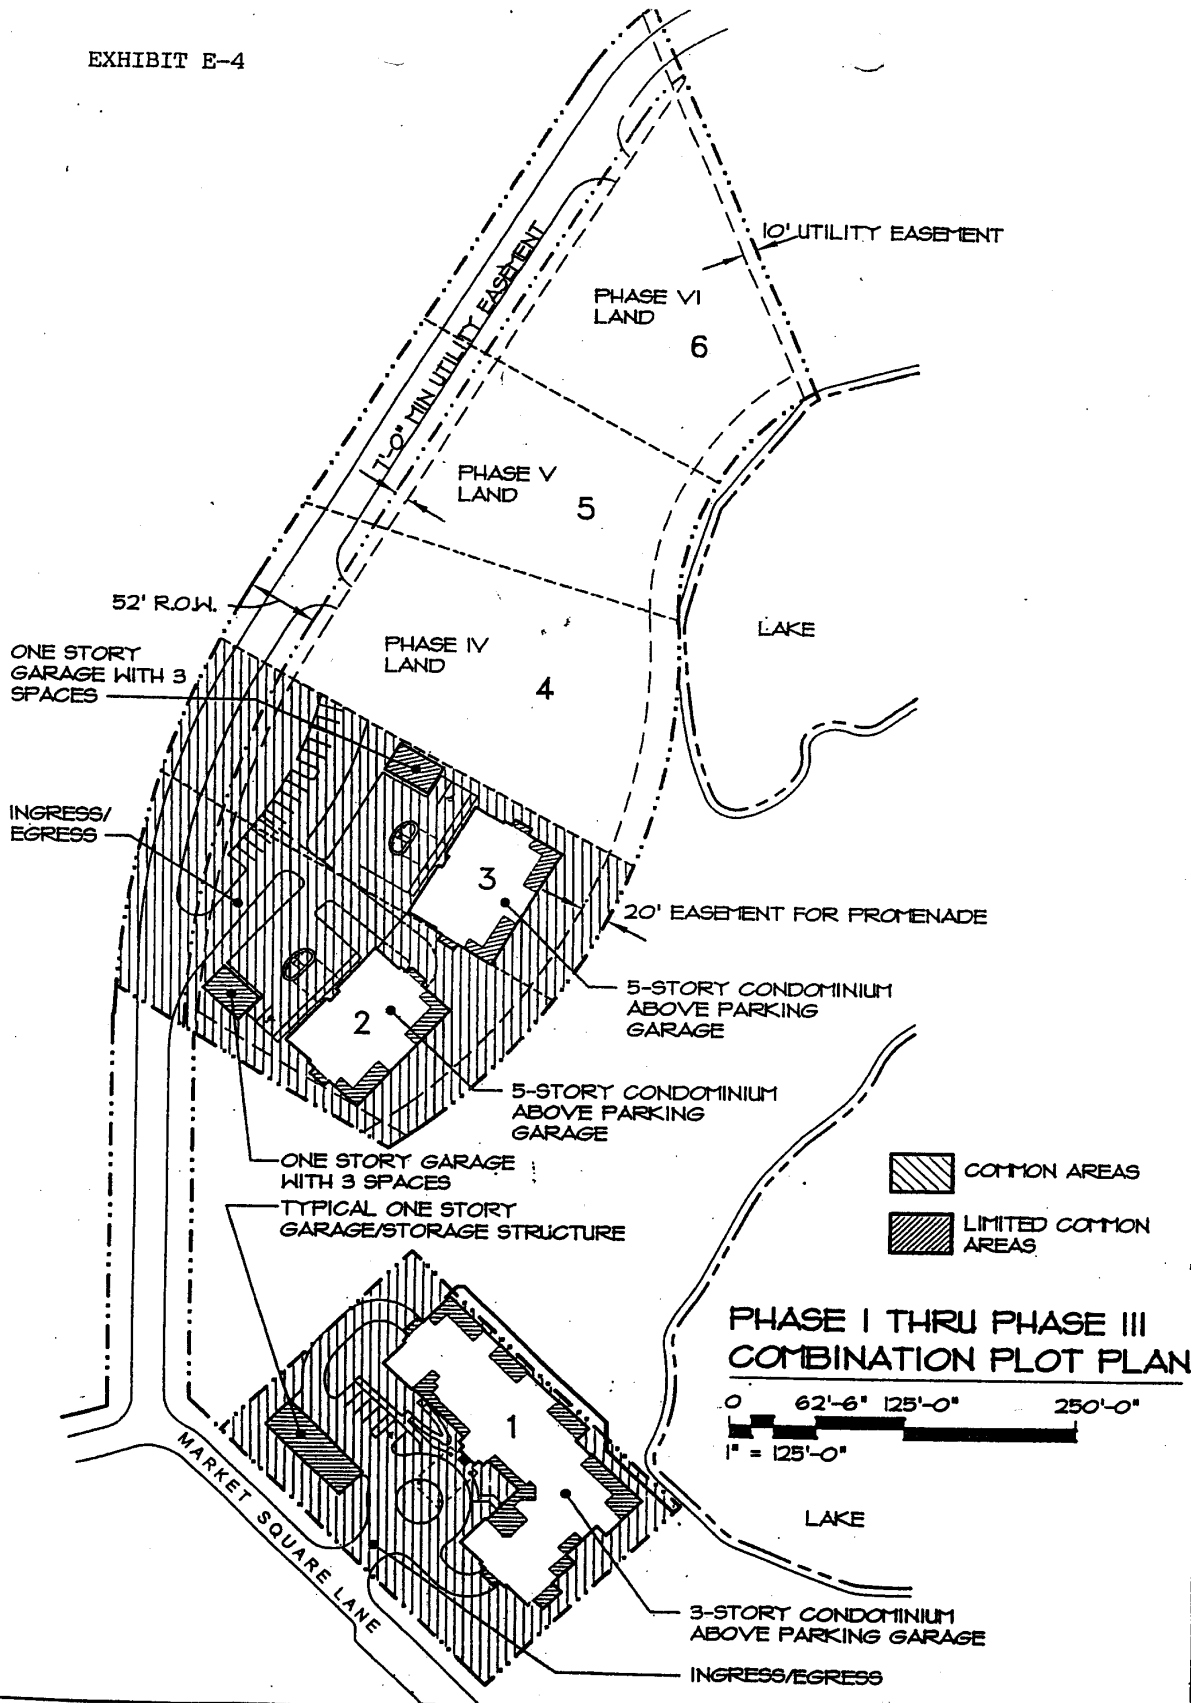 EXHIBIT E-4
10' UTILITY EASEMENT
7'-0" MIN UTILITY EASEMENT
PHASE VI
LAND
6
PHASE V
LAND
5
52' R.O.W.
LAKE
PHASE IV
LAND
4
ONE STORY
GARAGE WITH 3
SPACES
INGRESS/
EGRESS
3
20' EASEMENT FOR PROMENADE
5-STORY CONDOMINIUM
ABOVE PARKING
GARAGE
2
5-STORY CONDOMINIUM
ABOVE PARKING
GARAGE
ONE STORY GARAGE
WITH 3 SPACES
TYPICAL ONE STORY
GARAGE/STORAGE STRUCTURE
COMMON AREAS
LIMITED COMMON
AREAS
PHASE I THRU PHASE III
COMBINATION PLOT PLAN
0 62'-6" 125'-0" 250'-0"
1" = 125'-0"
1
MARKET SQUARE LANE
LAKE
3-STORY CONDOMINIUM
ABOVE PARKING GARAGE
INGRESS/EGRESS